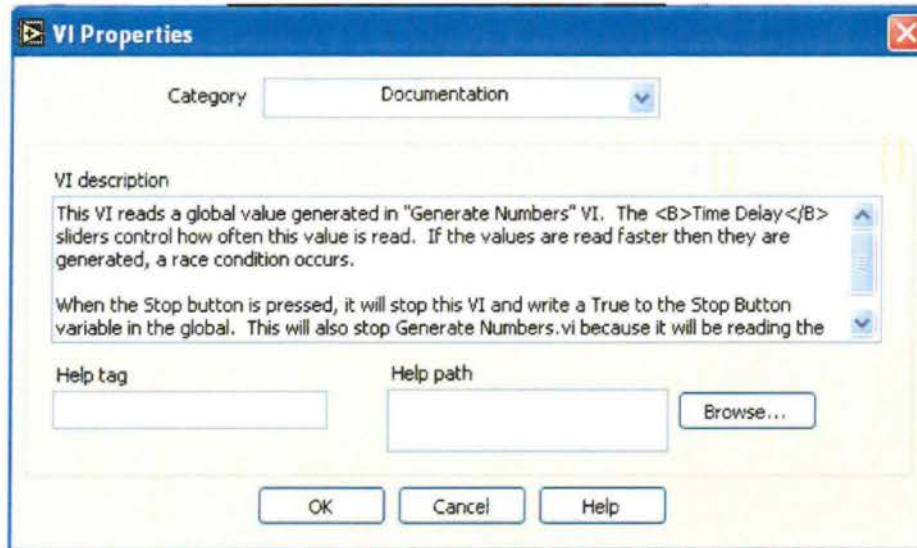 VI Properties
Category Documentation
VI description
This VI reads a global value generated in "Generate Numbers" VI. The <B>Time Delay</B>
sliders control how often this value is read. If the values are read faster then they are
generated, a race condition occurs.
When the Stop button is pressed, it will stop this VI and write a True to the Stop Button
variable in the global. This will also stop Generate Numbers.vi because it will be reading the
Help tag Help path
Browse...
OK Cancel Help